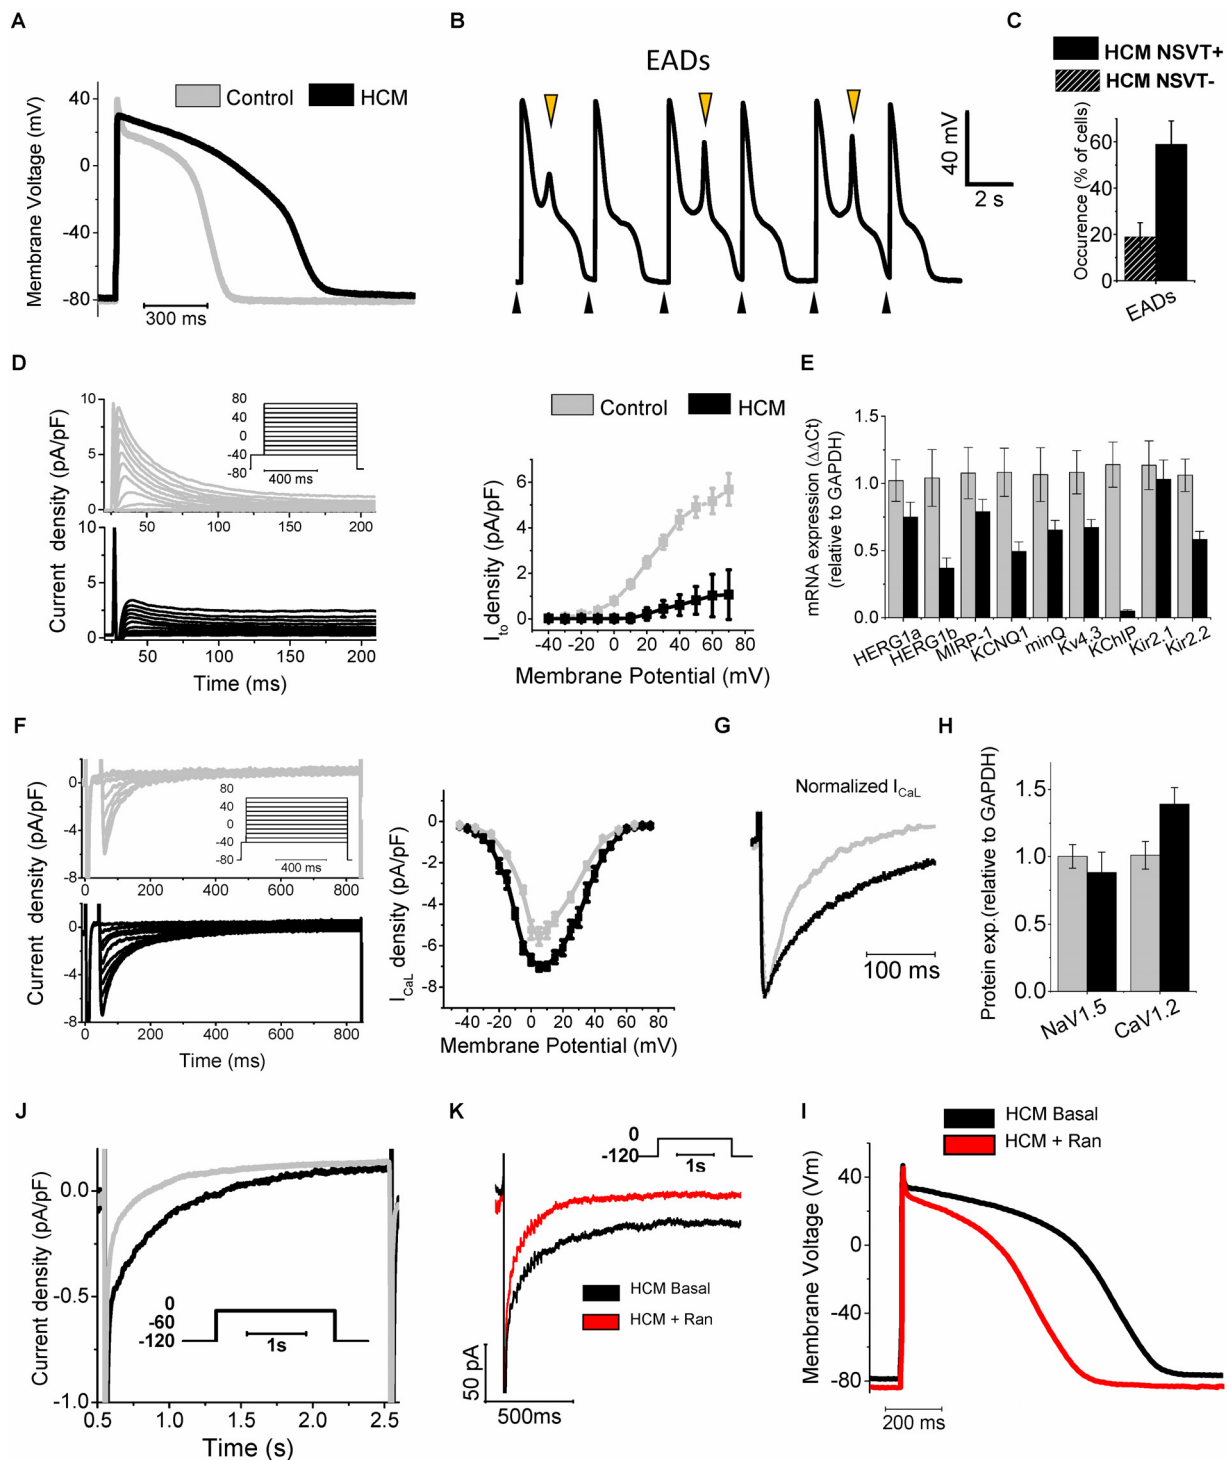 A
Control
HCM
Membrane Voltage (mV)
40
0
-40
-80
300 ms
B
EADs
40 mV
2 s
C
HCM NSVT+
HCM NSVT-
Occurence (% of cells)
60
40
20
0
EADs
D
Current density (pA/pF)
10
5
0
50 100 150 200
10
5
0
50 100 150 200
Time (ms)
80
40
0
-40
-80
400 ms
Control
HCM
Ito density (pA/pF)
6
4
2
0
-40 -20 0 20 40 60 80
Membrane Potential (mV)
E
mRNA expression (ΔΔCt)
(relative to GAPDH)
1.5
1.0
0.5
0.0
HERG1a
HERG1b
MIRP-1
KCNQ1
minQ
Kv4.3
KChIP
Kir2.1
Kir2.2
F
Current density (pA/pF)
0
-4
-8
0 200 400 600 800
0
-4
-8
0 200 400 600 800
Time (ms)
80
40
0
-40
-80
400 ms
ICaL density (pA/pF)
0
-2
-4
-6
-8
-40 -20 0 20 40 60 80
Membrane Potential (mV)
G
Normalized ICaL
100 ms
H
Protein exp.(relative to GAPDH)
1.5
1.0
0.5
0.0
NaV1.5
CaV1.2
J
Current density (pA/pF)
0.0
-0.5
-1.0
0.5 1.0 1.5 2.0 2.5
Time (s)
0
-60
-120
1s
K
0
-120
1s
HCM Basal
HCM + Ran
50 pA
500ms
I
HCM Basal
HCM + Ran
Membrane Voltage (Vm)
40
0
-40
-80
200 ms